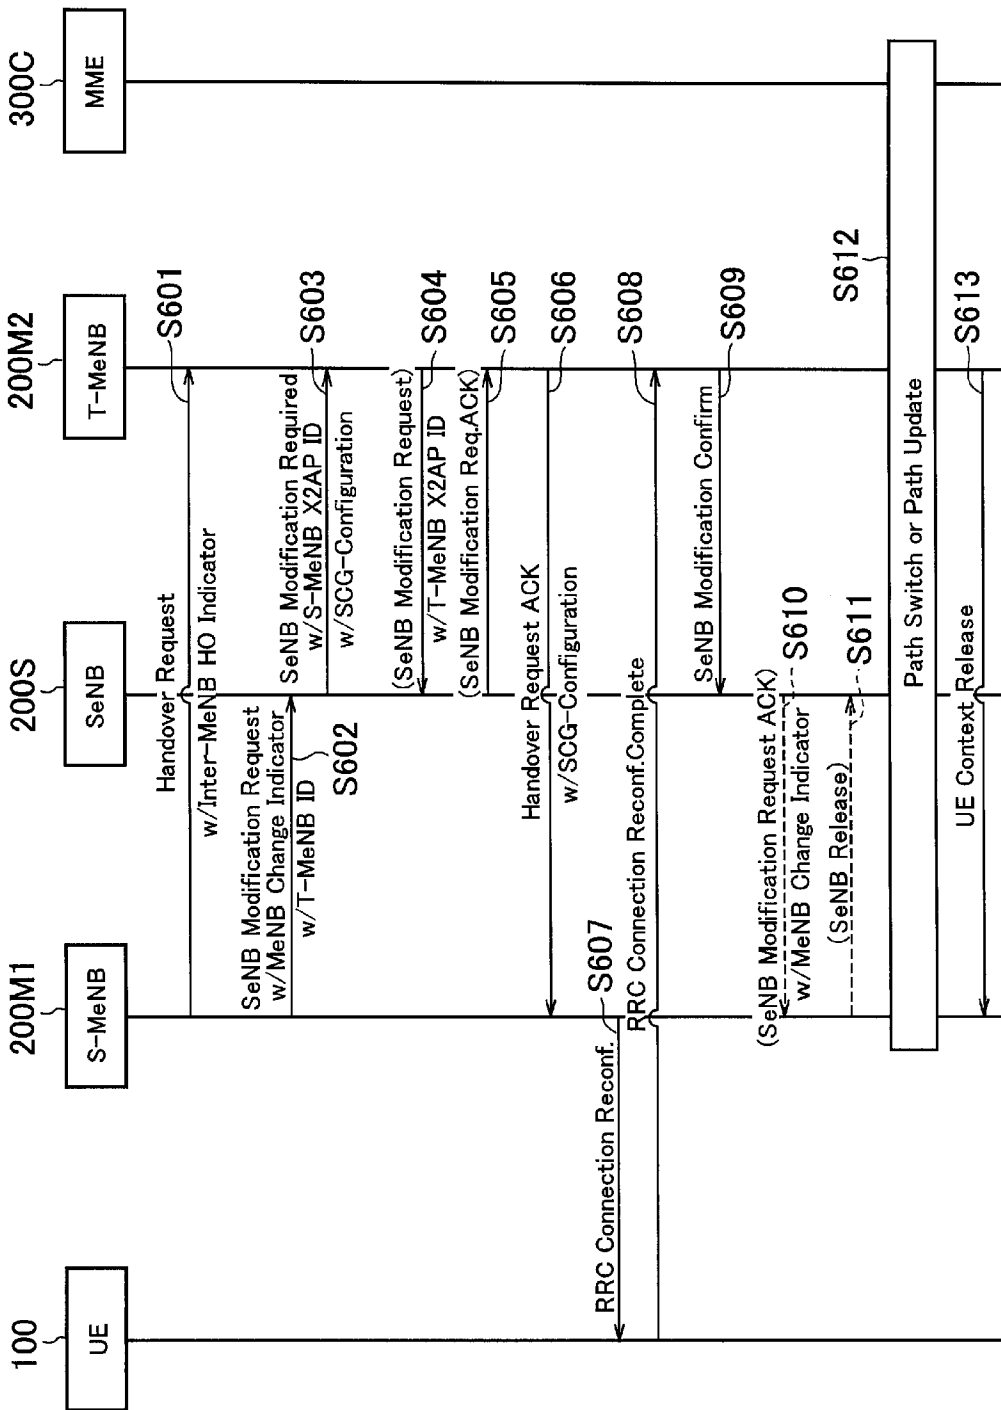 100
UE
200M1
S-MeNB
200S
SeNB
200M2
T-MeNB
300C
MME
Handover Request
w/Inter-MeNB HO Indicator
S601
SeNB Modification Request
w/MeNB Change Indicator
w/T-MeNB ID
S602
SeNB Modification Required
w/S-MeNB X2AP ID
w/SCG-Configuration
S603
(SeNB Modification Request)
w/T-MeNB X2AP ID
S604
(SeNB Modification Req.ACK)
S605
Handover Request ACK
w/SCG-Configuration
S606
RRC Connection Reconf.
S607
RRC Connection Reconf.Complete
S608
SeNB Modification Confirm
S609
(SeNB Modification Request ACK)
w/MeNB Change Indicator
S610
(SeNB Release)
S611
Path Switch or Path Update
S612
UE Context Release
S613